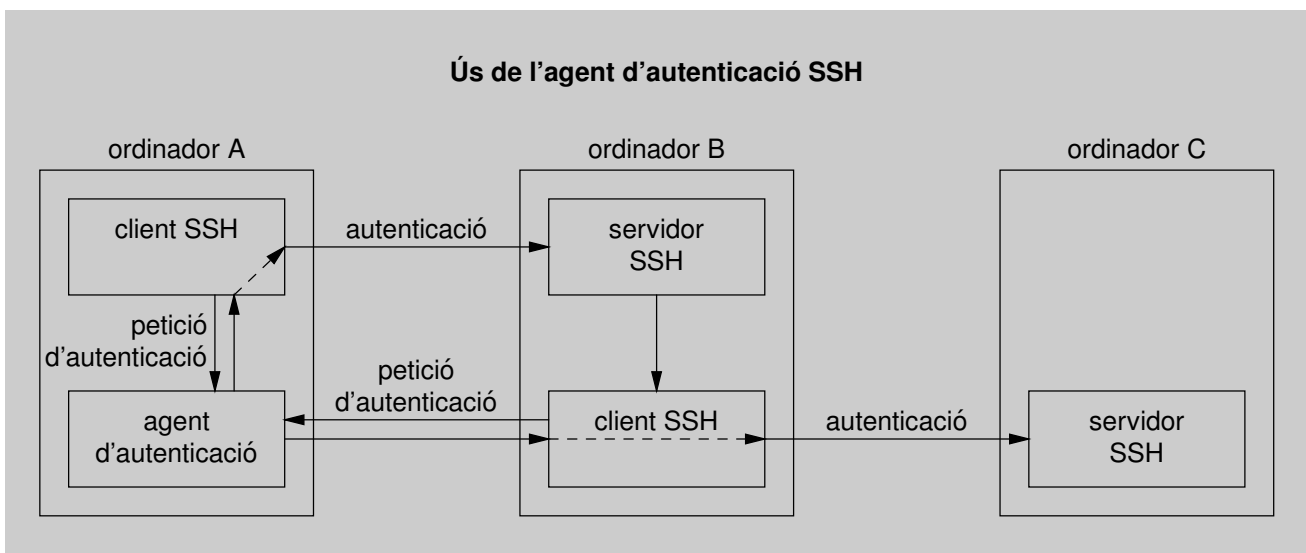 Ús de l’agent d’autenticació SSH
ordinador A
ordinador B
ordinador C
client SSH
autenticació
servidor
SSH
petició
d’autenticació
petició
d’autenticació
agent
d’autenticació
client SSH
autenticació
servidor
SSH